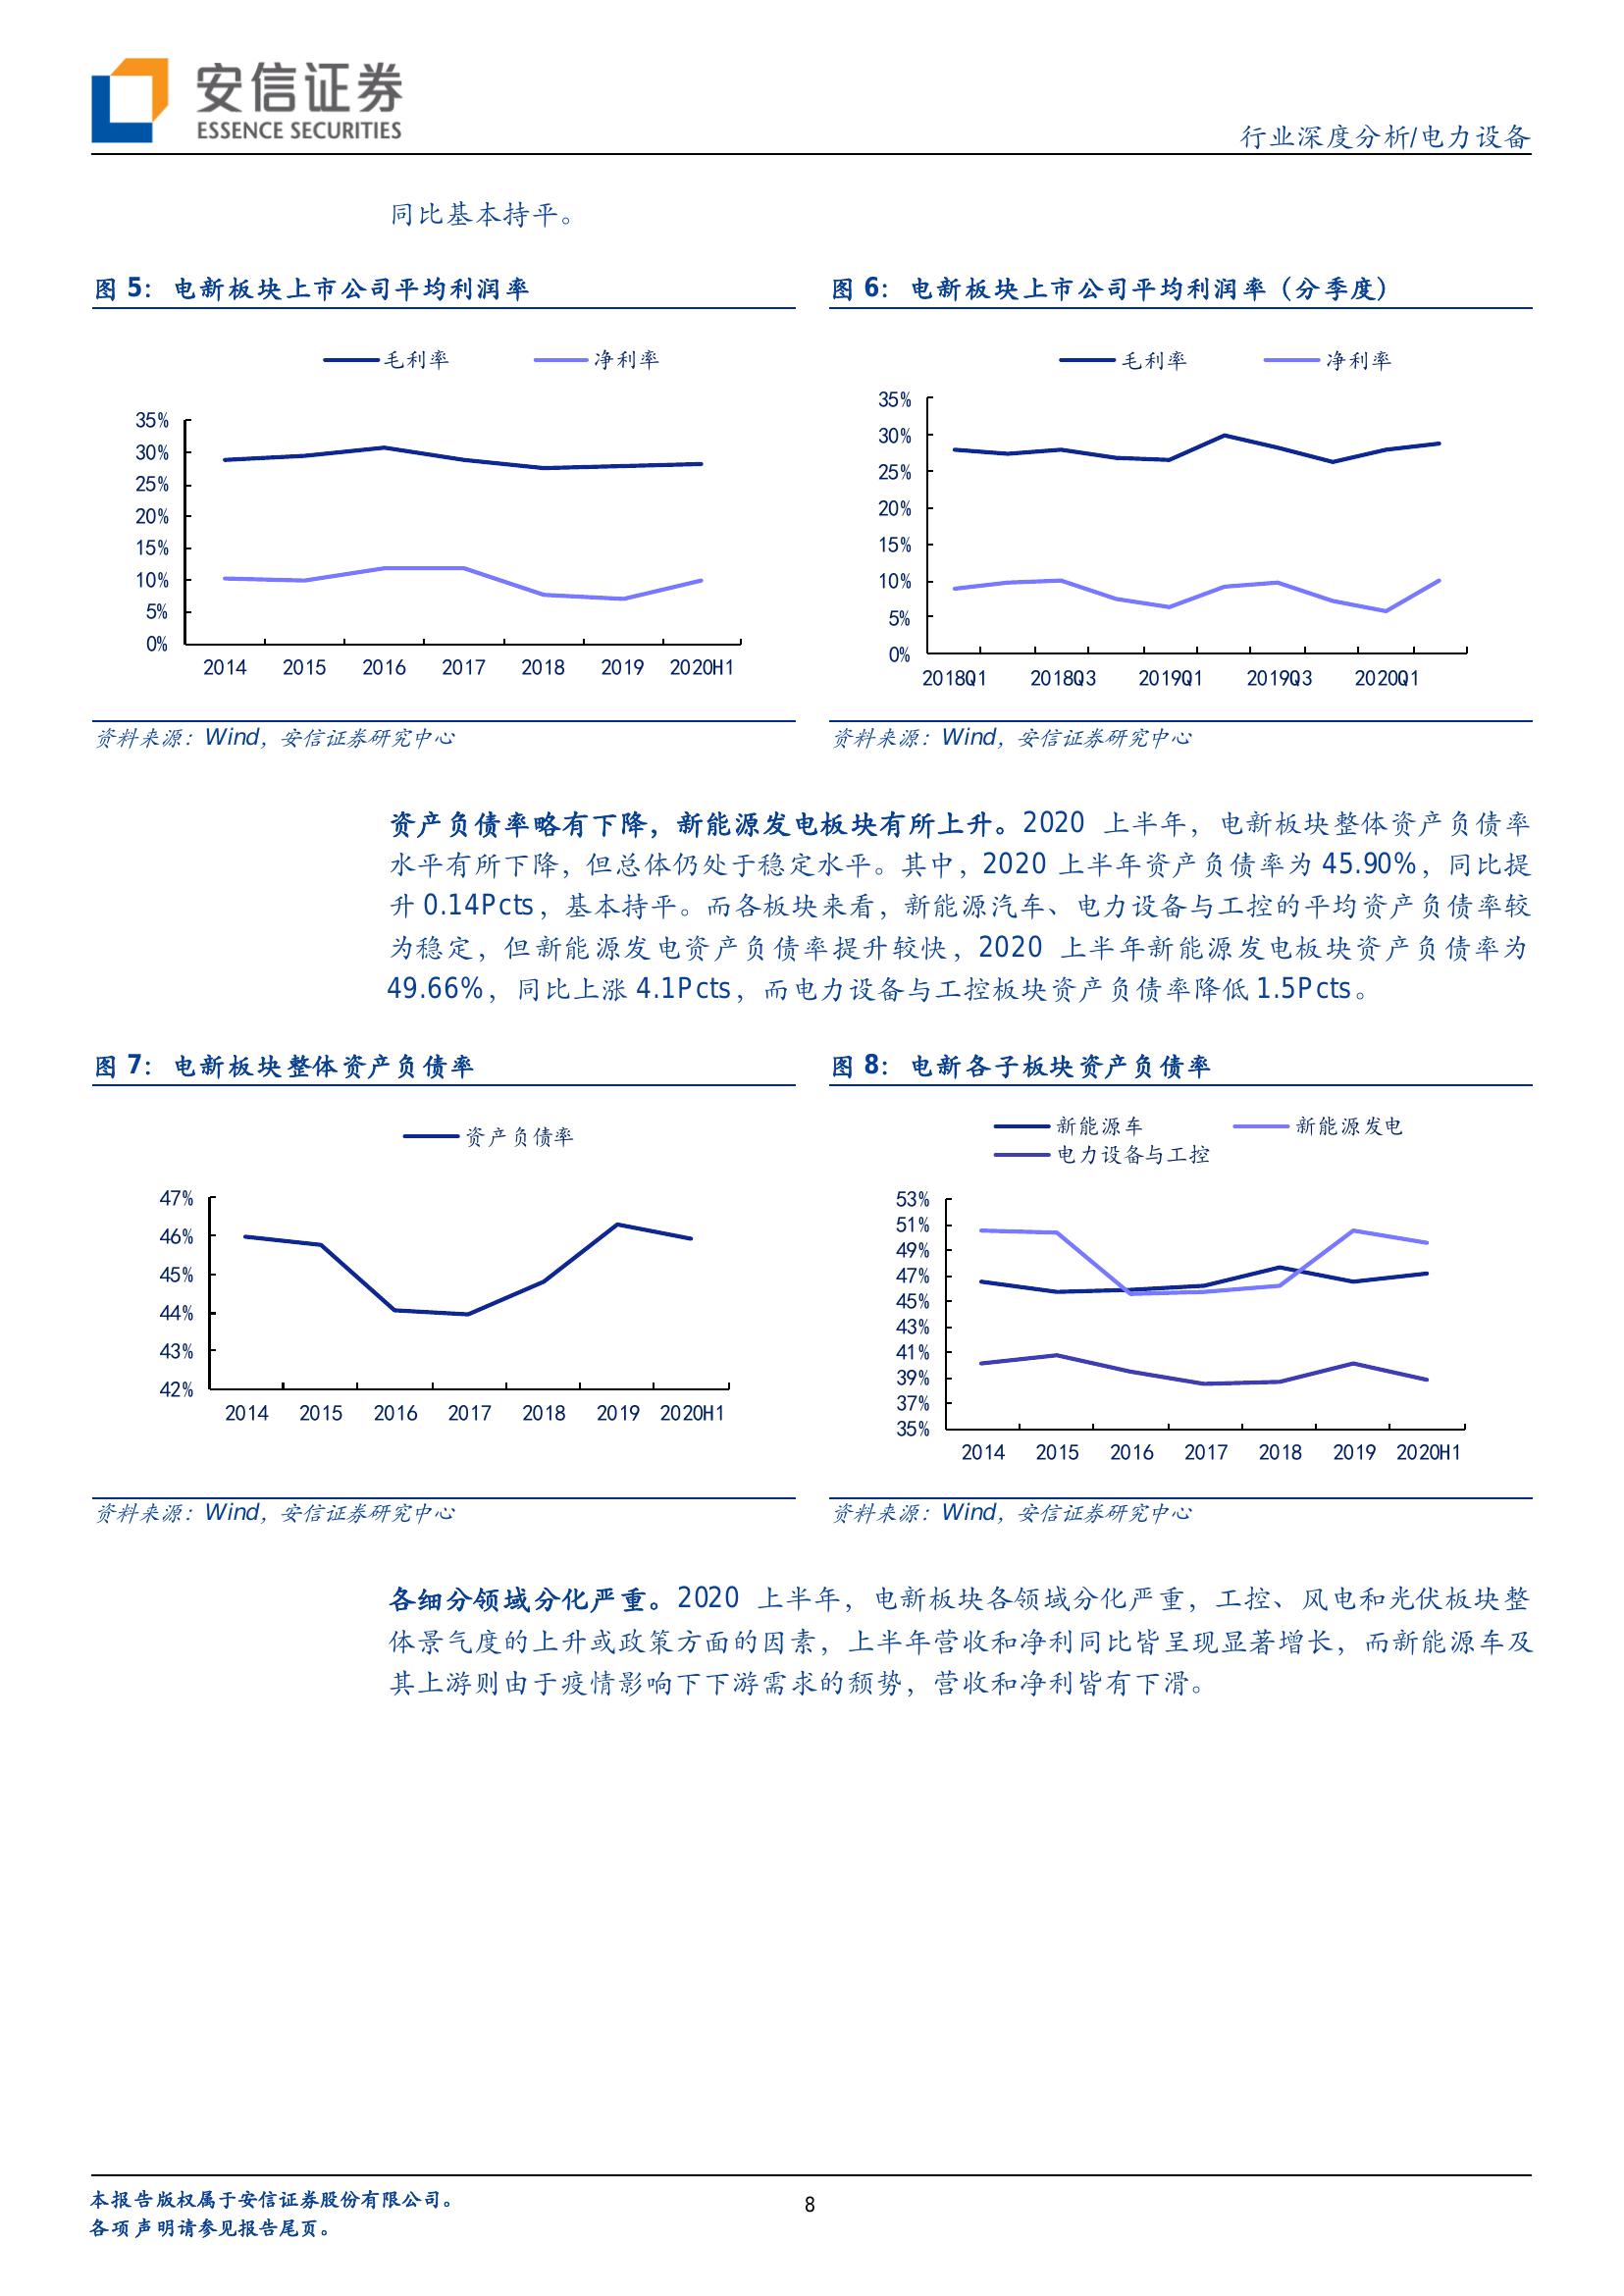 安信证券
ESSENCE SECURITIES
行业深度分析/电力设备
同比基本持平。
图 5：电新板块上市公司平均利润率
毛利率 净利率
35%
30%
25%
20%
15%
10%
5%
0%
2014 2015 2016 2017 2018 2019 2020H1
资料来源：Wind，安信证券研究中心
图 6：电新板块上市公司平均利润率（分季度）
毛利率 净利率
35%
30%
25%
20%
15%
10%
5%
0%
2018Q1 2018Q3 2019Q1 2019Q3 2020Q1
资料来源：Wind，安信证券研究中心
资产负债率略有下降，新能源发电板块有所上升。2020 上半年，电新板块整体资产负债率
水平有所下降，但总体仍处于稳定水平。其中，2020 上半年资产负债率为 45.90%，同比提
升 0.14Pcts，基本持平。而各板块来看，新能源汽车、电力设备与工控的平均资产负债率较
为稳定，但新能源发电资产负债率提升较快，2020 上半年新能源发电板块资产负债率为
49.66%，同比上涨 4.1Pcts，而电力设备与工控板块资产负债率降低 1.5Pcts。
图 7：电新板块整体资产负债率
资产负债率
47%
46%
45%
44%
43%
42%
2014 2015 2016 2017 2018 2019 2020H1
资料来源：Wind，安信证券研究中心
图 8：电新各子板块资产负债率
新能源车 新能源发电
电力设备与工控
53%
51%
49%
47%
45%
43%
41%
39%
37%
35%
2014 2015 2016 2017 2018 2019 2020H1
资料来源：Wind，安信证券研究中心
各细分领域分化严重。2020 上半年，电新板块各领域分化严重，工控、风电和光伏板块整
体景气度的上升或政策方面的因素，上半年营收和净利同比皆呈现显著增长，而新能源车及
其上游则由于疫情影响下下游需求的颓势，营收和净利皆有下滑。
本报告版权属于安信证券股份有限公司。
各项声明请参见报告尾页。
8